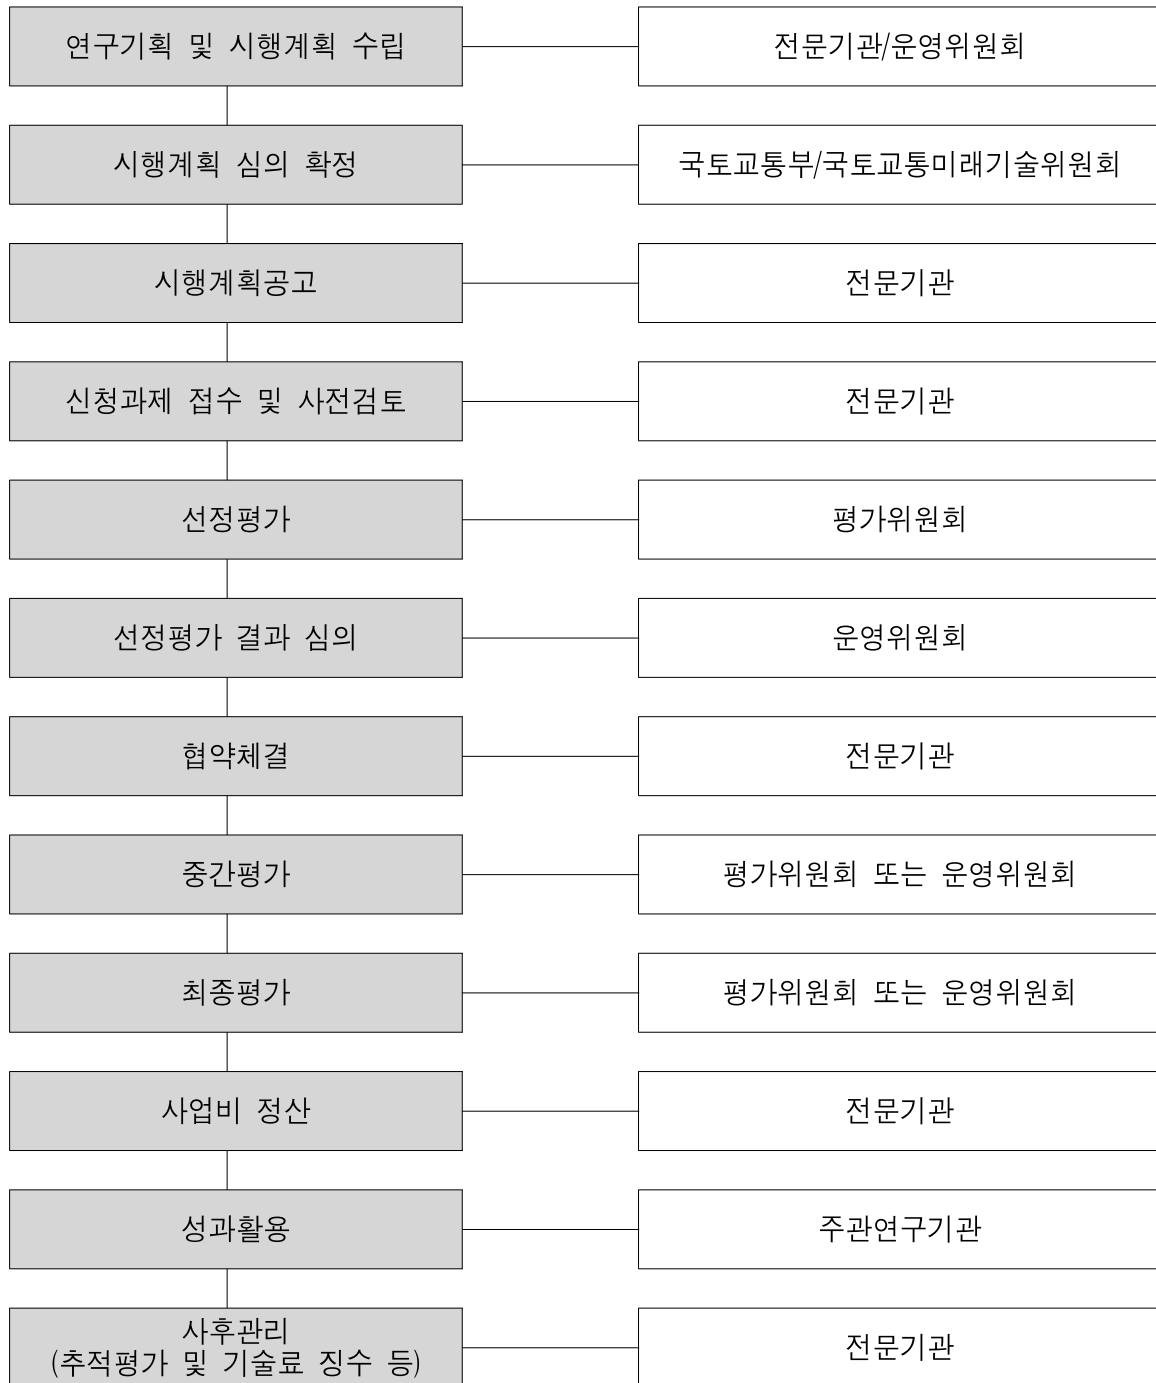 연구기획 및 시행계획 수립
전문기관/운영위원회
시행계획 심의 확정
국토교통부/국토교통미래기술위원회
시행계획공고
전문기관
신청과제 접수 및 사전검토
전문기관
선정평가
평가위원회
선정평가 결과 심의
운영위원회
협약체결
전문기관
중간평가
평가위원회 또는 운영위원회
최종평가
평가위원회 또는 운영위원회
사업비 정산
전문기관
성과활용
주관연구기관
사후관리
(추적평가 및 기술료 징수 등)
전문기관